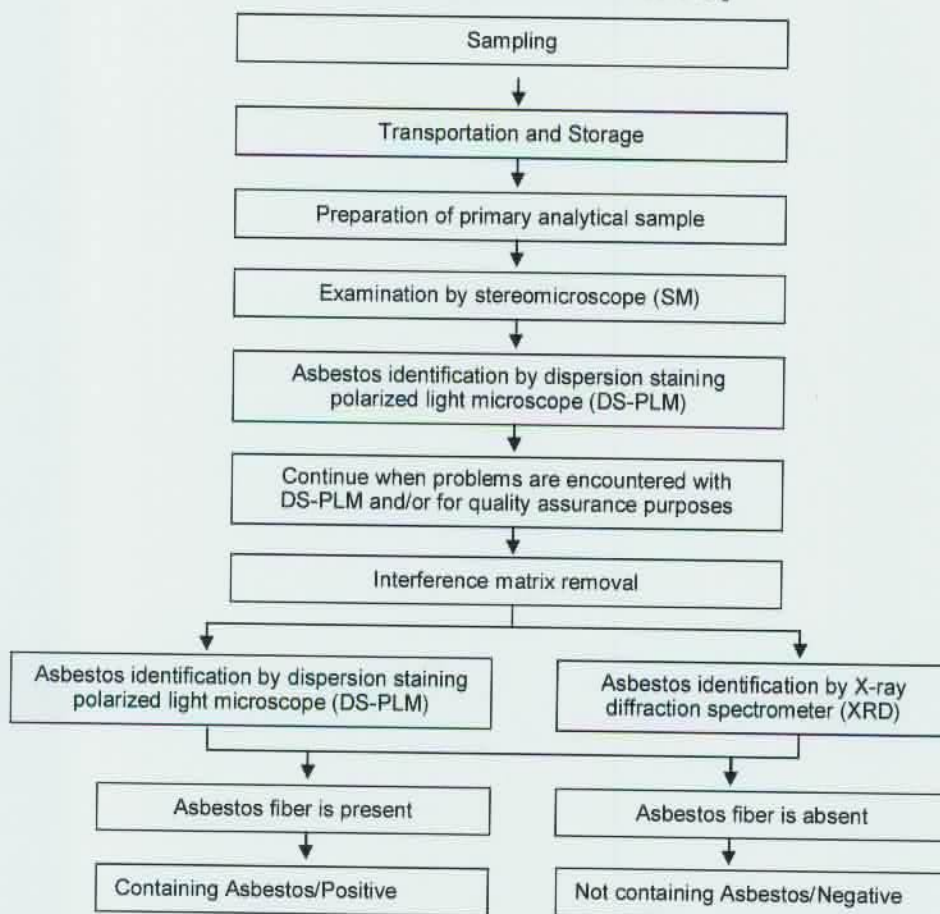 Sampling
Transportation and Storage
Preparation of primary analytical sample
Examination by stereomicroscope (SM)
Asbestos identification by dispersion staining
polarized light microscope (DS-PLM)
Continue when problems are encountered with
DS-PLM and/or for quality assurance purposes
Interference matrix removal
Asbestos identification by dispersion staining
polarized light microscope (DS-PLM)
Asbestos identification by X-ray
diffraction spectrometer (XRD)
Asbestos fiber is present
Asbestos fiber is absent
Containing Asbestos/Positive
Not containing Asbestos/Negative